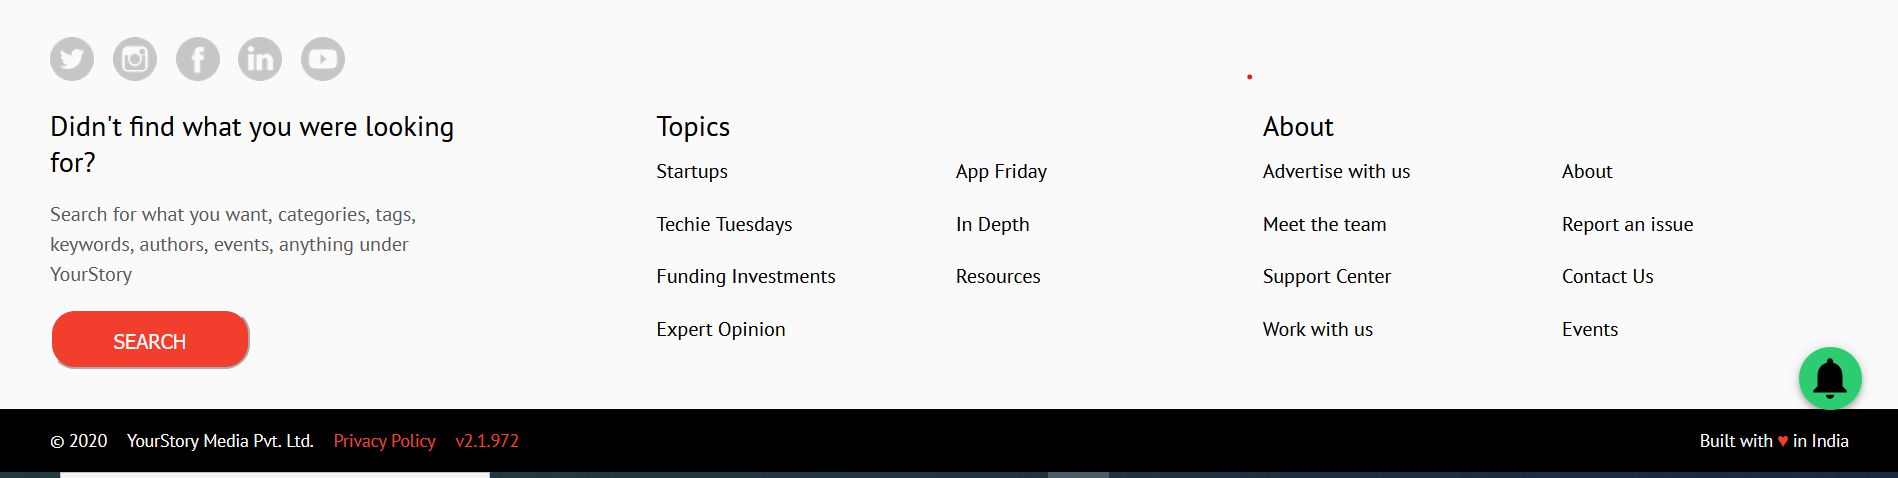 Didn't find what you were looking
for?
Search for what you want, categories, tags,
keywords, authors, events, anything under
YourStory
SEARCH
Topics
Startups
Techie Tuesdays
Funding Investments
Expert Opinion
App Friday
In Depth
Resources
About
Advertise with us
Meet the team
Support Center
Work with us
About
Report an issue
Contact Us
Events
© 2020 YourStory Media Pvt. Ltd. Privacy Policy v2.1.972
Built with ♥ in India